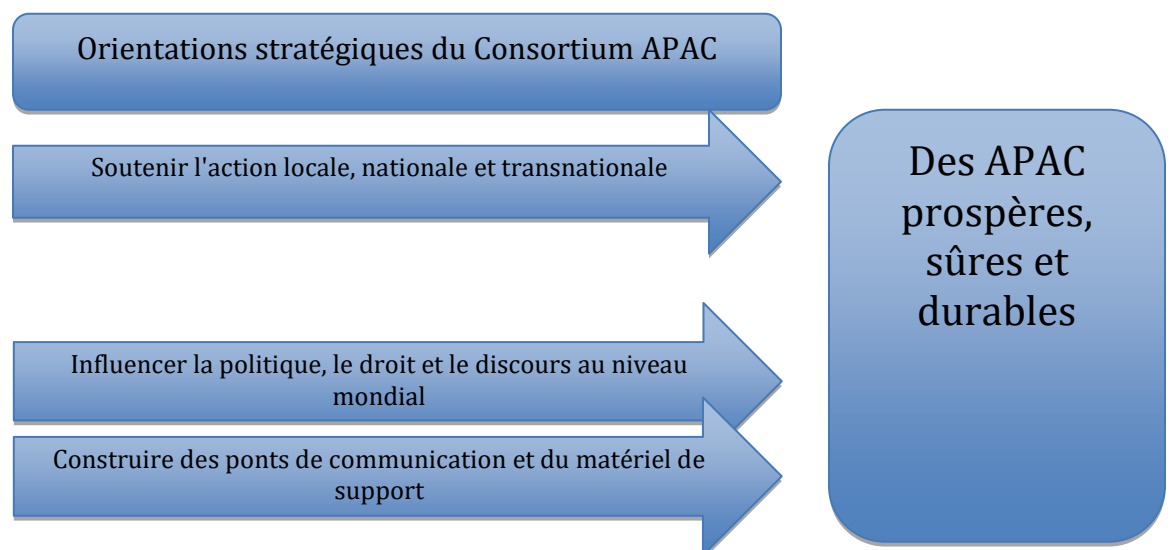 Orientations stratégiques du Consortium APAC
Soutenir l'action locale, nationale et transnationale
Influencer la politique, le droit et le discours au niveau
mondial
Construire des ponts de communication et du matériel de
support
Des APAC
prospères,
sûres et
durables